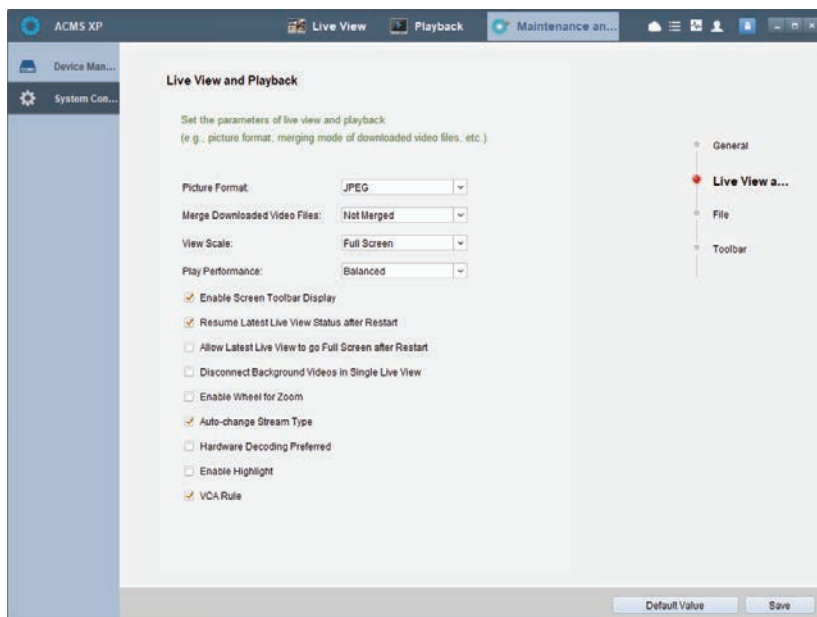 ACMS XP
Live View
Playback
Maintenance an...
Device Man...
System Con...
Live View and Playback
Set the parameters of live view and playback
(e.g., picture format, merging mode of downloaded video files, etc.)
Picture Format: JPEG
Merge Downloaded Video Files: Not Merged
View Scale: Full Screen
Play Performance: Balanced
Enable Screen Toolbar Display
Resume Latest Live View Status after Restart
Allow Latest Live View to go Full Screen after Restart
Disconnect Background Videos in Single Live View
Enable Wheel for Zoom
Auto-change Stream Type
Hardware Decoding Preferred
Enable Highlight
VCA Rule
General
Live View a...
File
Toolbar
Default Value
Save